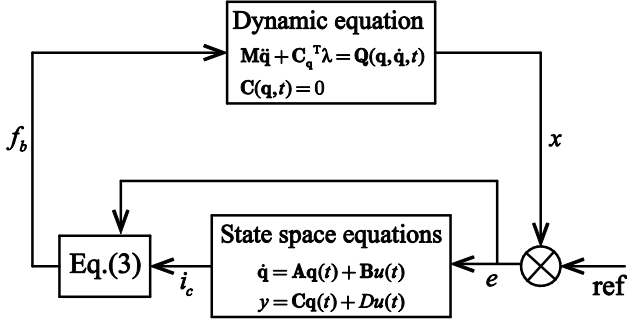 Dynamic equation
Mq̈ + C_q^T λ = Q(q, q̇, t)
C(q, t) = 0
f_b
x
State space equations
q̇ = Aq(t) + Bu(t)
y = Cq(t) + Du(t)
Eq.(3)
i_c
e
ref